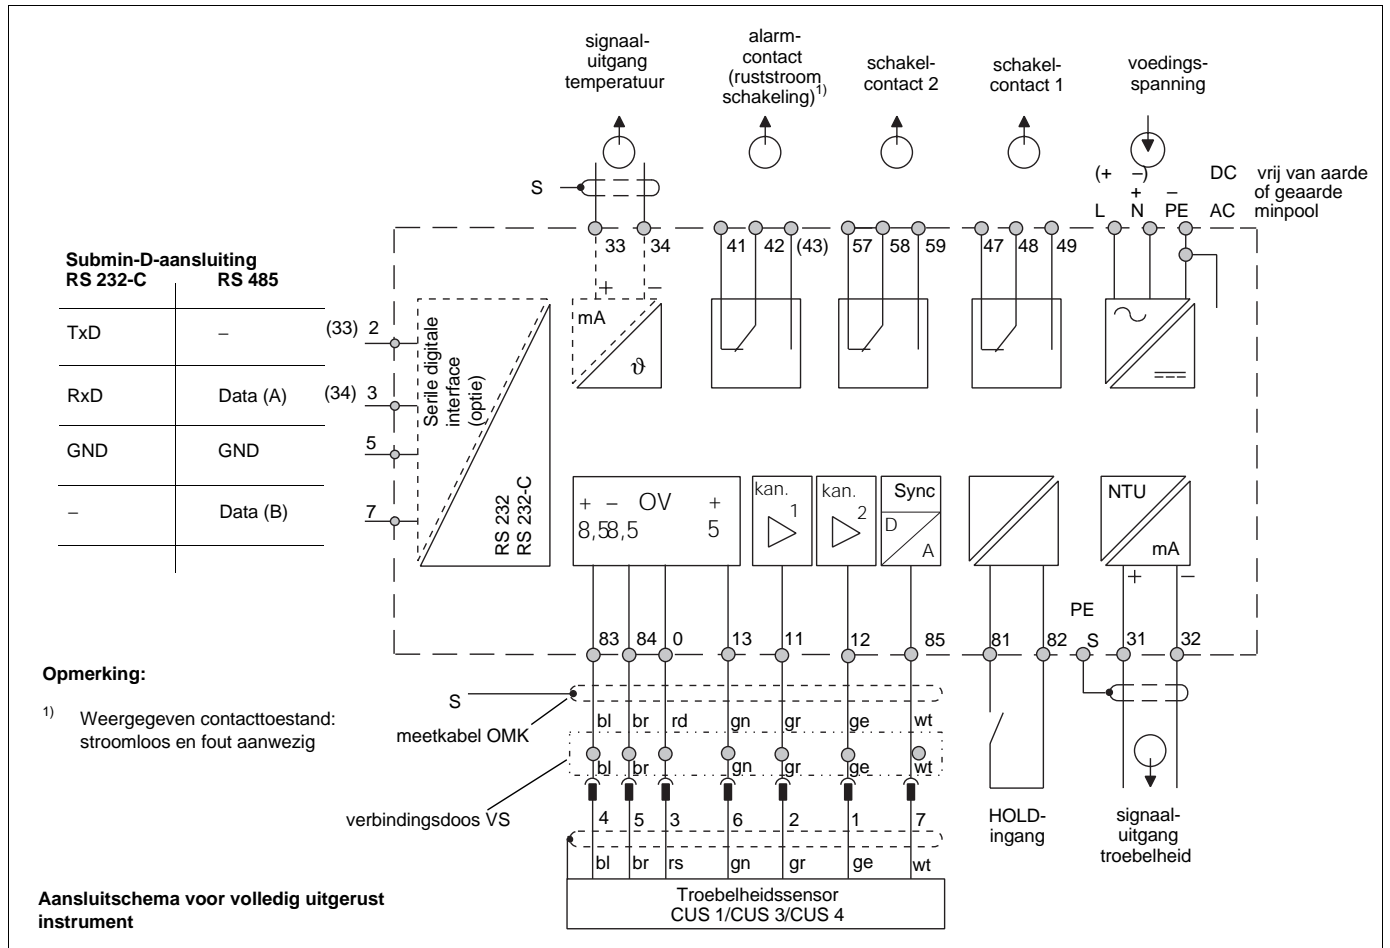 signaal-
uitgang
temperatuur
alarm-
contact
(ruststroom
schakeling)1)
schakel-
contact 2
schakel-
contact 1
voedings-
spanning
S
(+ –) DC vrij van aarde
+ – of geaarde
L N PE AC minpool
33 34 41 42 (43) 57 58 59 47 48 49
+ –
mA
ϑ
Submin-D-aansluiting
RS 232-C RS 485
TxD – (33) 2
RxD Data (A) (34) 3
GND GND 5
– Data (B) 7
Serile digitale
interface
(optie)
RS 232
RS 232-C
+ – OV +
8,58,5 5
kan.
1
kan.
2
Sync
D
A
NTU
mA
+ –
PE
83 84 0 13 11 12 85 81 82 S 31 32
Opmerking:
1) Weergegeven contacttoestand:
stroomloos en fout aanwezig
S
meetkabel OMK
bl br rd gn gr ge wt
bl br gn gr ge wt
verbindingsdoos VS
4 5 3 6 2 1 7
bl br rs gn gr ge wt
HOLD-
ingang
signaal-
uitgang
troebelheid
Troebelheidssensor
CUS 1/CUS 3/CUS 4
Aansluitschema voor volledig uitgerust
instrument